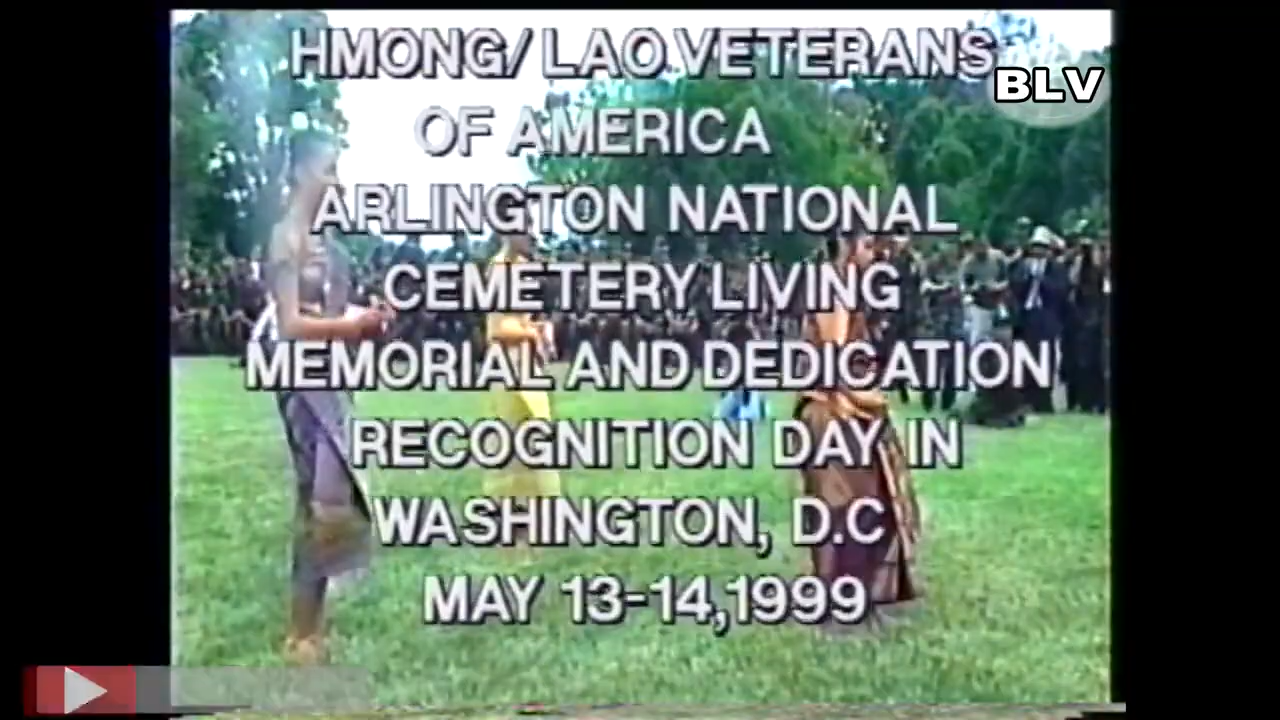 HMONG/ LAO VETERANS
BLV
OF AMERICA
ARLINGTON NATIONAL
CEMETERY LIVING
MEMORIAL AND DEDICATION
RECOGNITION DAY IN
WASHINGTON, D.C
MAY 13-14,1999